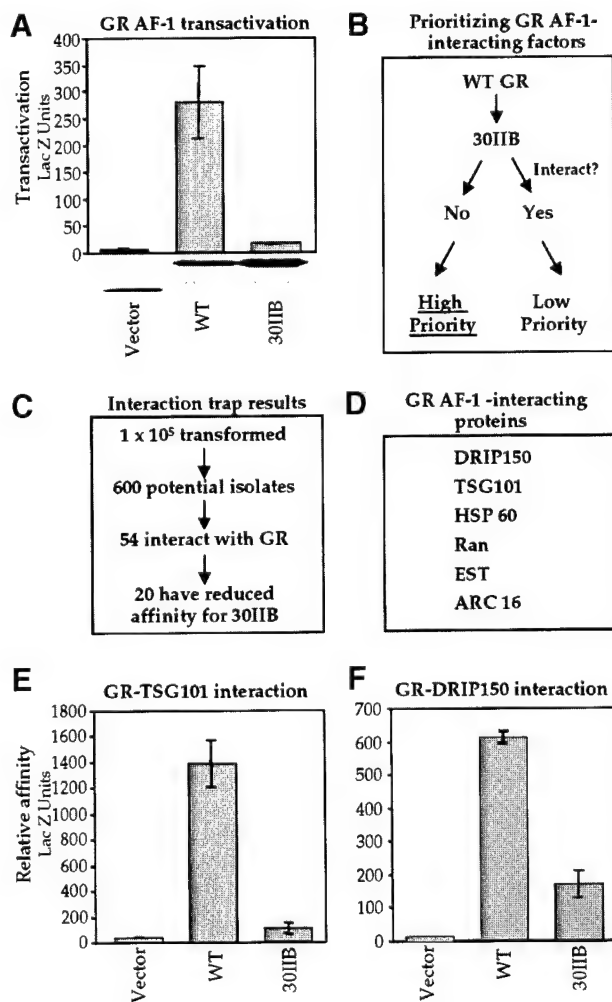 A
GR AF-1 transactivation
Transactivation
Lac Z Units
400
350
300
250
200
150
100
50
0
Vector
WT
30IIB
B
Prioritizing GR AF-1-
interacting factors
WT GR
30IIB
Interact?
No
Yes
High
Priority
Low
Priority
C
Interaction trap results
1 x 10⁵ transformed
600 potential isolates
54 interact with GR
20 have reduced
affinity for 30IIB
D
GR AF-1 -interacting
proteins
DRIP150
TSG101
HSP 60
Ran
EST
ARC 16
E
GR-TSG101 interaction
Relative affinity
Lac Z Units
1800
1600
1400
1200
1000
800
600
400
200
0
Vector
WT
30IIB
F
GR-DRIP150 interaction
700
600
500
400
300
200
100
0
Vector
WT
30IIB